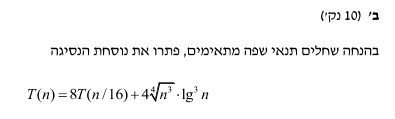 ב' (10 נק')
בהנחה שחלים תנאי שפה מתאימים, פתרו את נוסחת הנסיגה
T(n) = 8T(n/16) + 4∜n³ · lg³ n